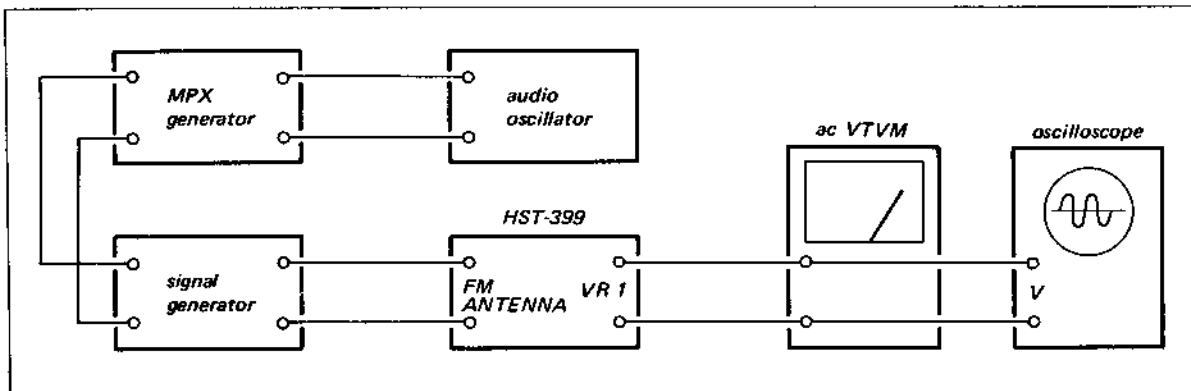 MPX
generator
audio
oscillator
ac VTVM
oscilloscope
HST-399
signal
generator
FM
ANTENNA
VR 1
V